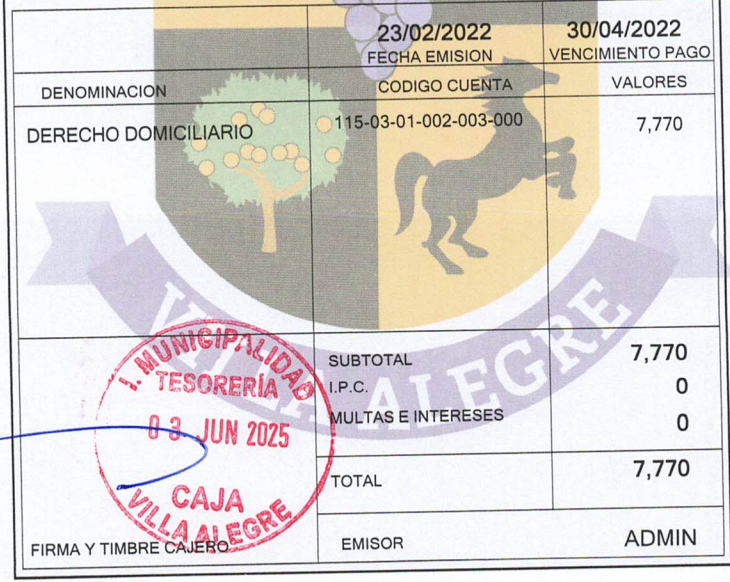 23/02/2022 30/04/2022
FECHA EMISION VENCIMIENTO PAGO
DENOMINACION CODIGO CUENTA VALORES
DERECHO DOMICILIARIO 115-03-01-002-003-000 7,770
VILLA ALEGRE
SUBTOTAL 7,770
I.P.C. 0
MULTAS E INTERESES 0
TOTAL 7,770
I. MUNICIPALIDAD
TESORERÍA
03 JUN 2025
CAJA
VILLA ALEGRE
FIRMA Y TIMBRE CAJERO
EMISOR ADMIN